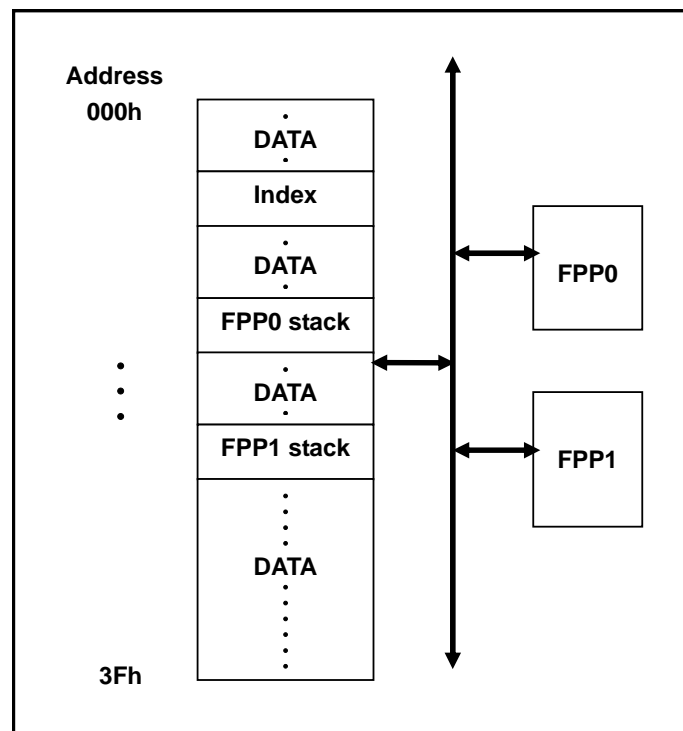 Address
000h
DATA
Index
DATA
FPP0 stack
DATA
FPP1 stack
DATA
3Fh
FPP0
FPP1